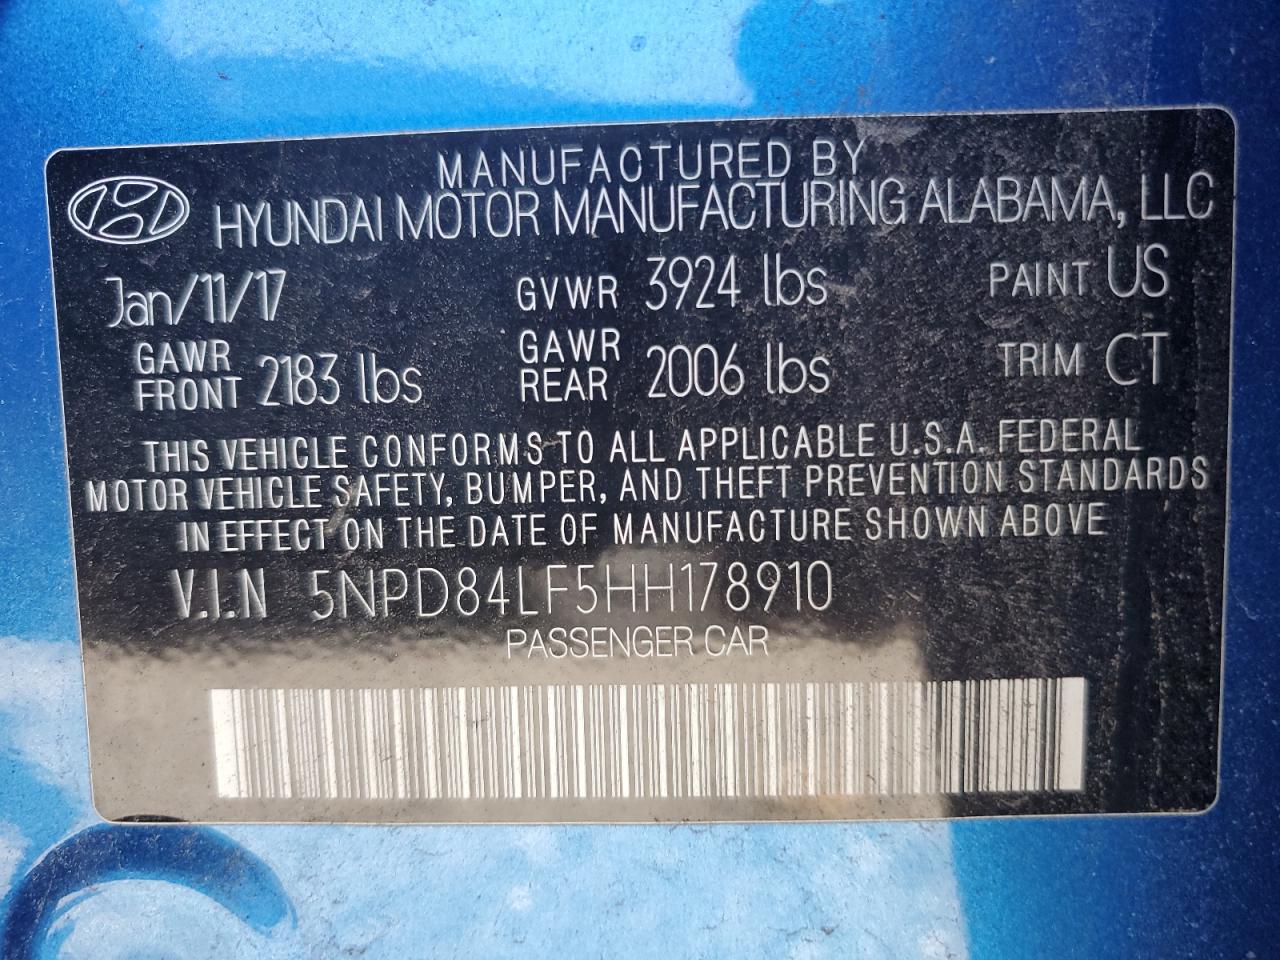 MANUFACTURED BY
HYUNDAI MOTOR MANUFACTURING ALABAMA, LLC
Jan/11/17 GVWR 3924 lbs PAINT US
GAWR FRONT 2183 lbs GAWR REAR 2006 lbs TRIM CT
THIS VEHICLE CONFORMS TO ALL APPLICABLE U.S.A. FEDERAL
MOTOR VEHICLE SAFETY, BUMPER, AND THEFT PREVENTION STANDARDS
IN EFFECT ON THE DATE OF MANUFACTURE SHOWN ABOVE
V.I.N 5NPD84LF5HH178910
PASSENGER CAR